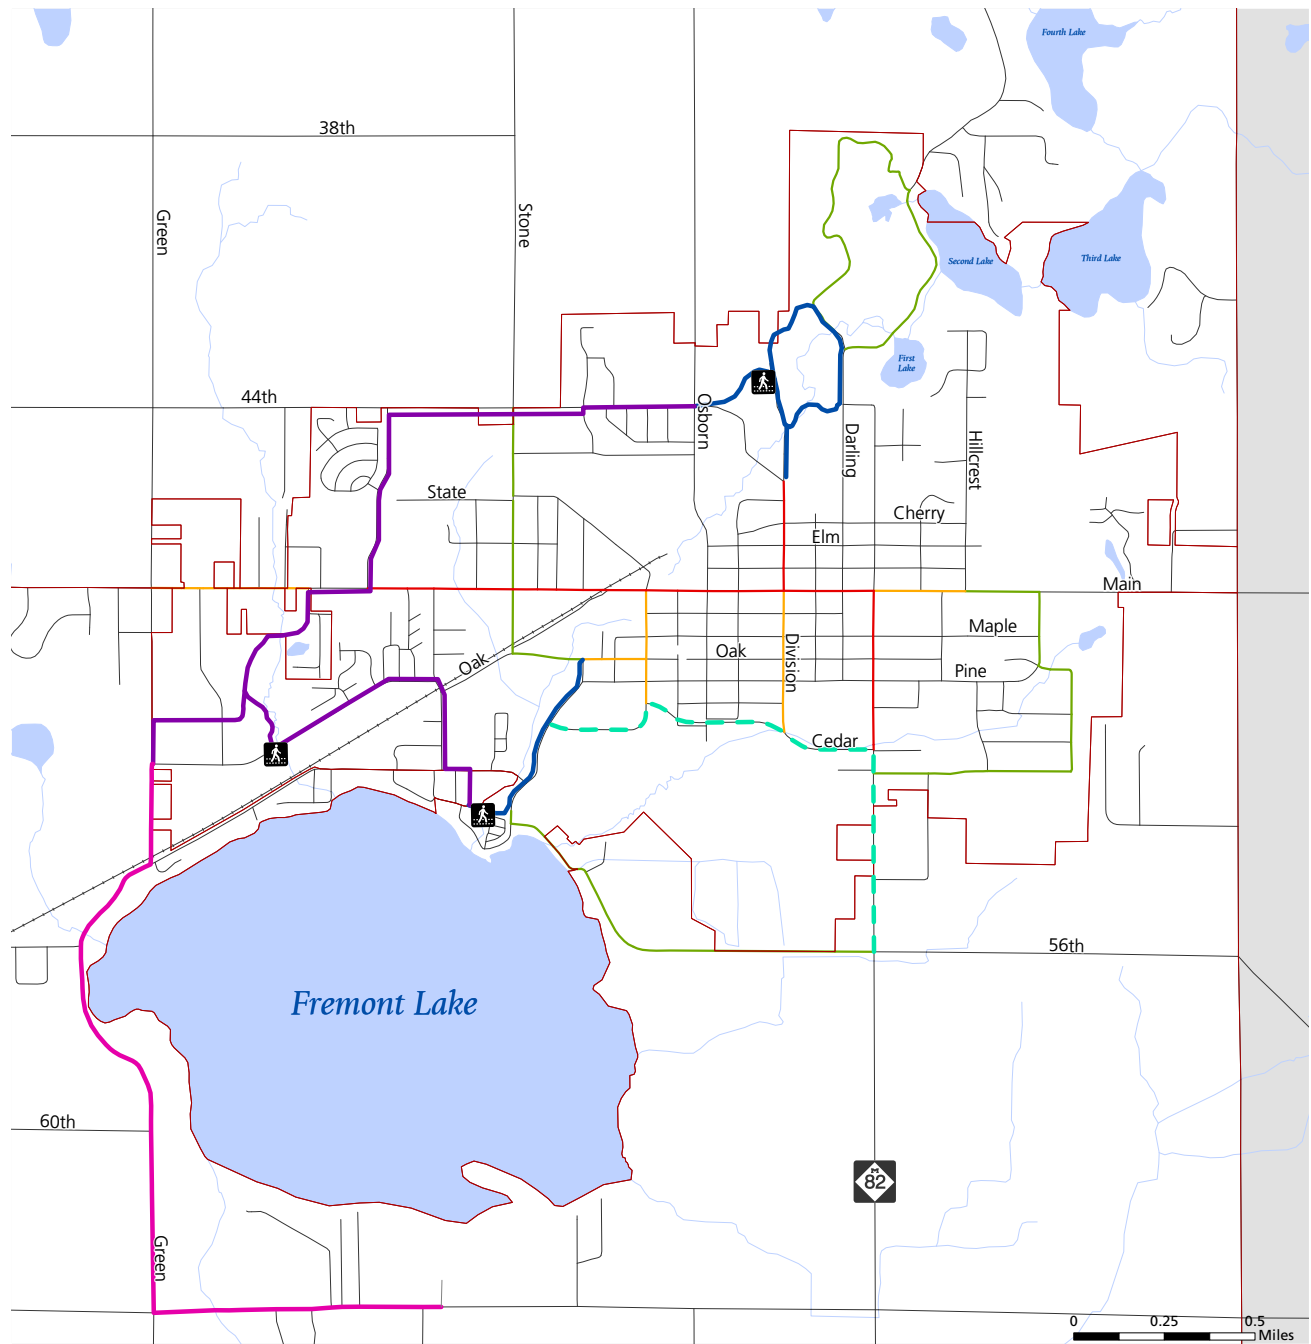 Fourth Lake
38th
Green
Stone
Second Lake
Third Lake
First
Lake
44th
Osborn
Darling
Hillcrest
State
Cherry
Elm
Main
Maple
Oak
Division
Oak
Pine
Cedar
56th
Fremont Lake
60th
M
82
Green
0 0.25 0.5
Miles